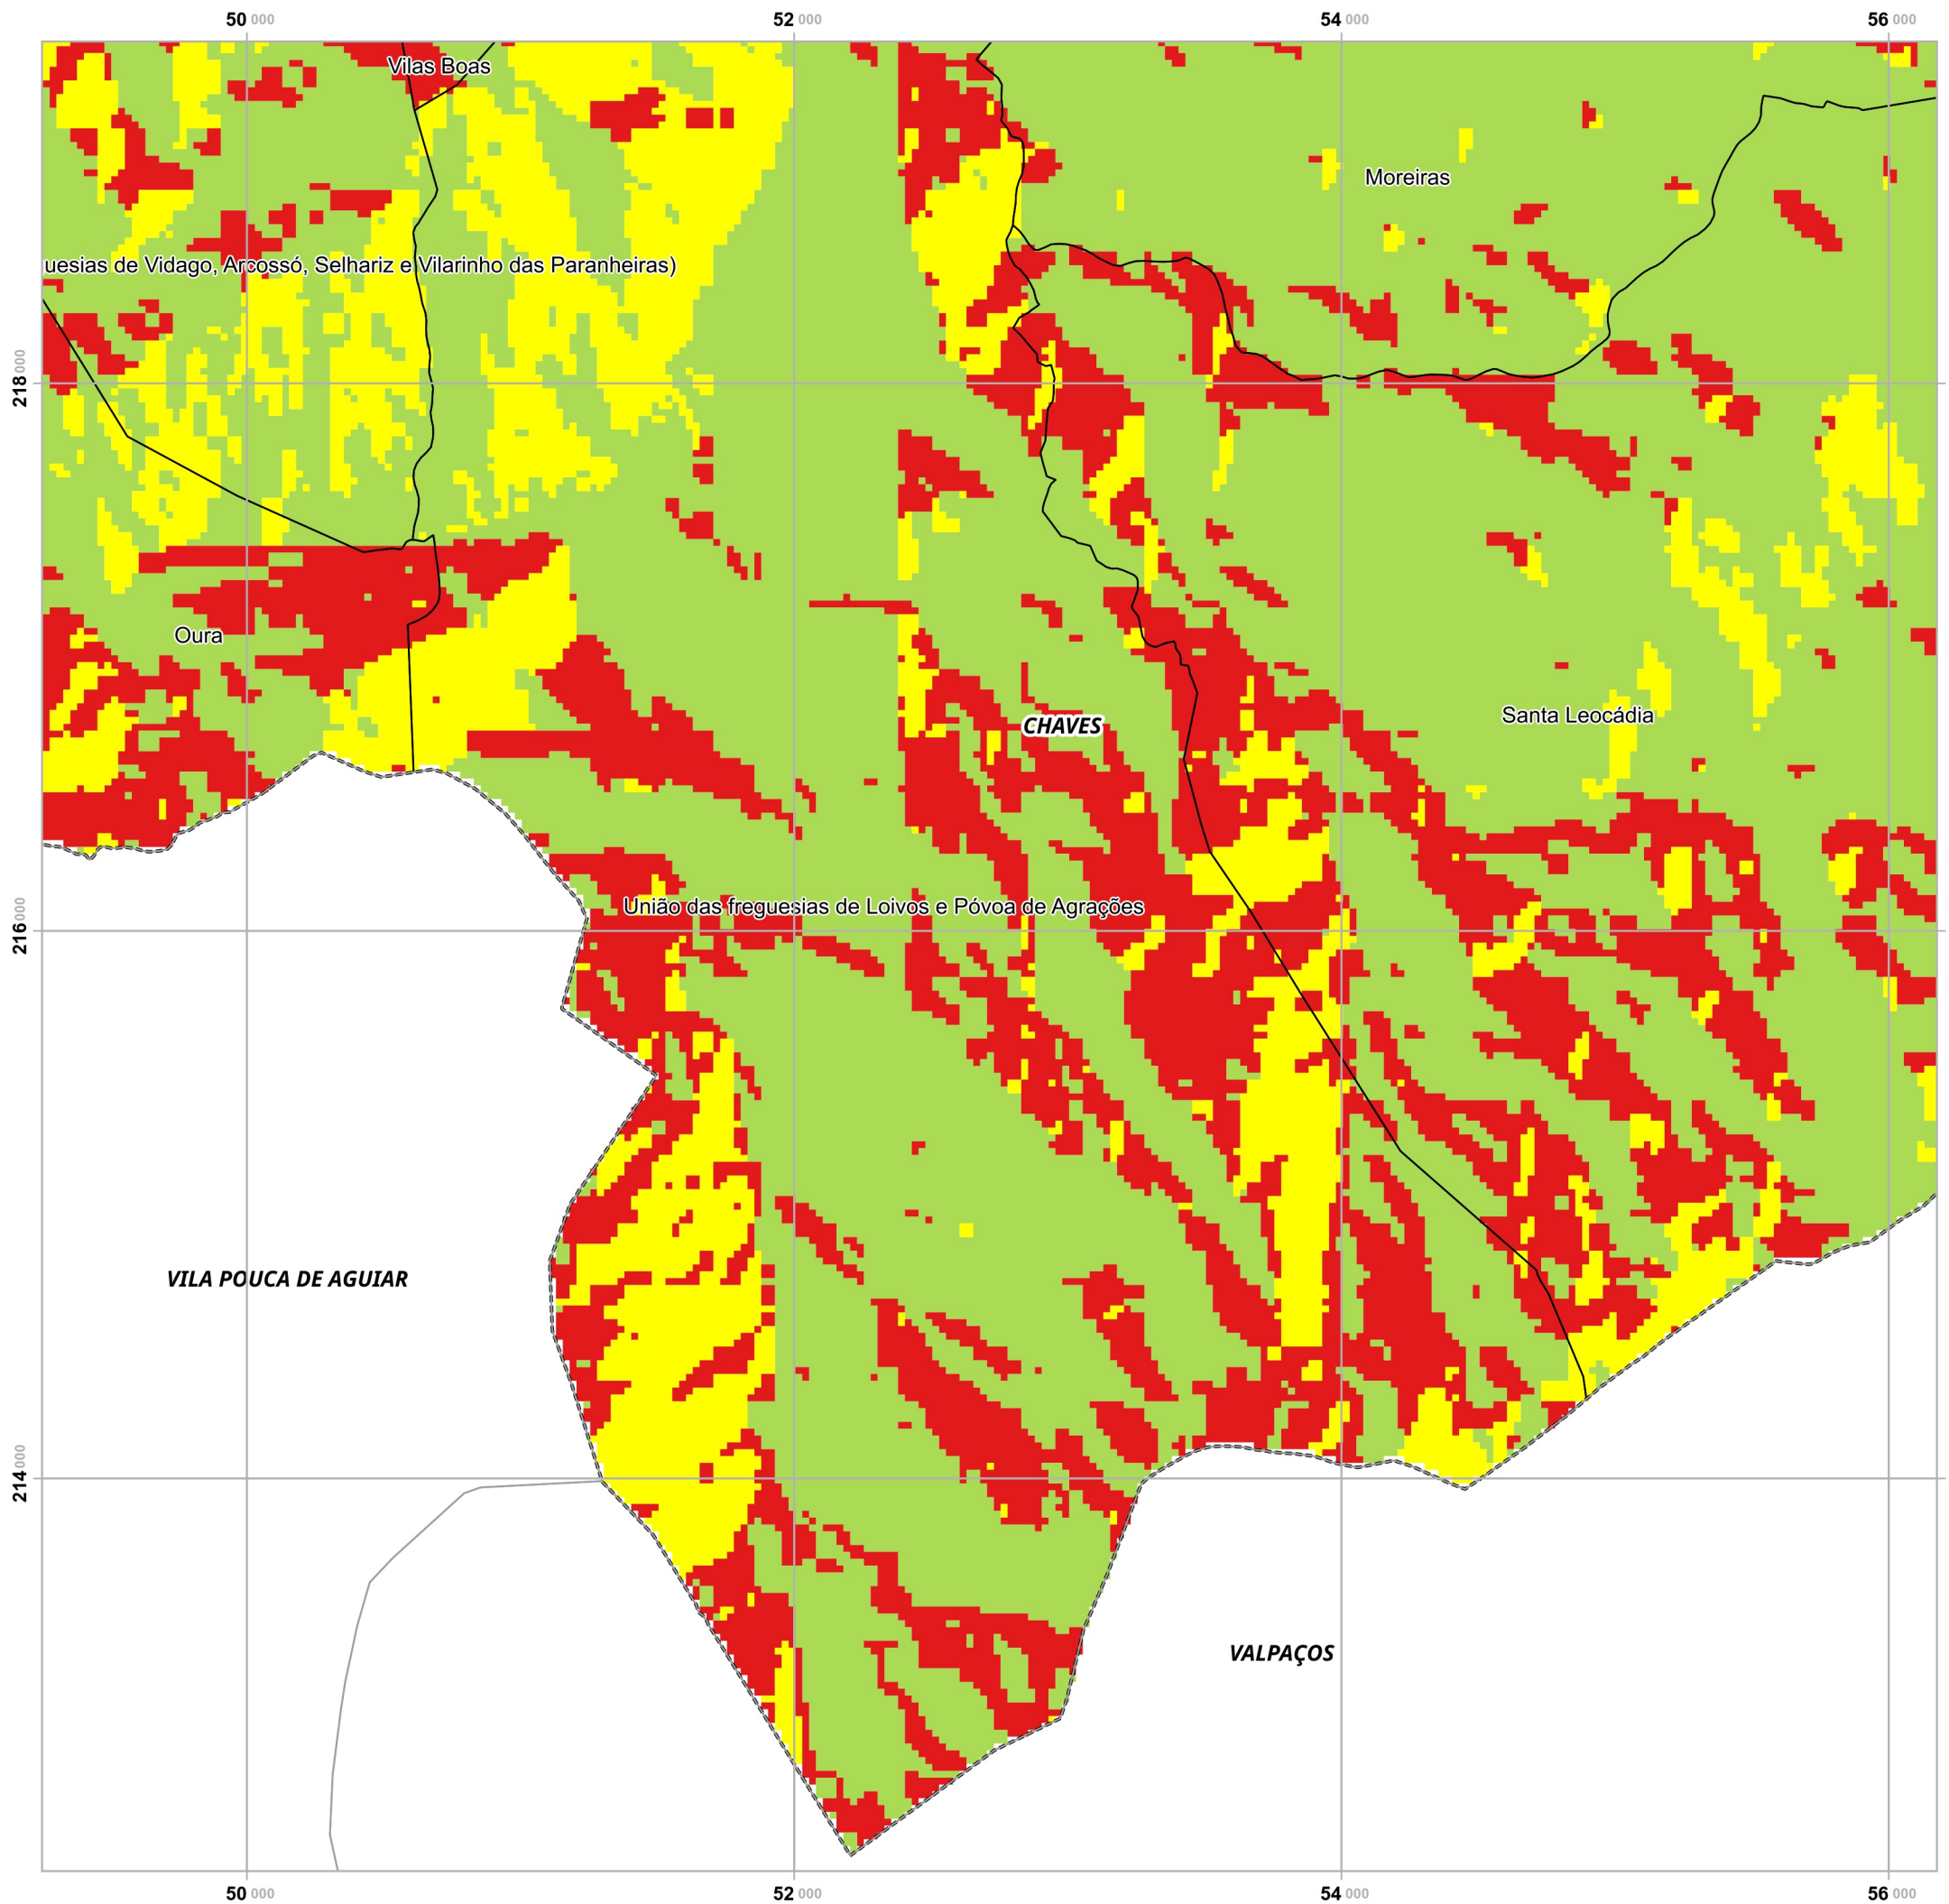 50 000 52 000 54 000 56 000
Vilas Boas
Moreiras
uesias de Vidago, Arcossó, Selhariz e Vilarinho das Paranheiras)
218 000
Oura
Santa Leocádia
CHAVES
União das freguesias de Loivos e Póvoa de Agrações
216 000
VILA POUCA DE AGUIAR
214 000
VALPAÇOS
50 000 52 000 54 000 56 000